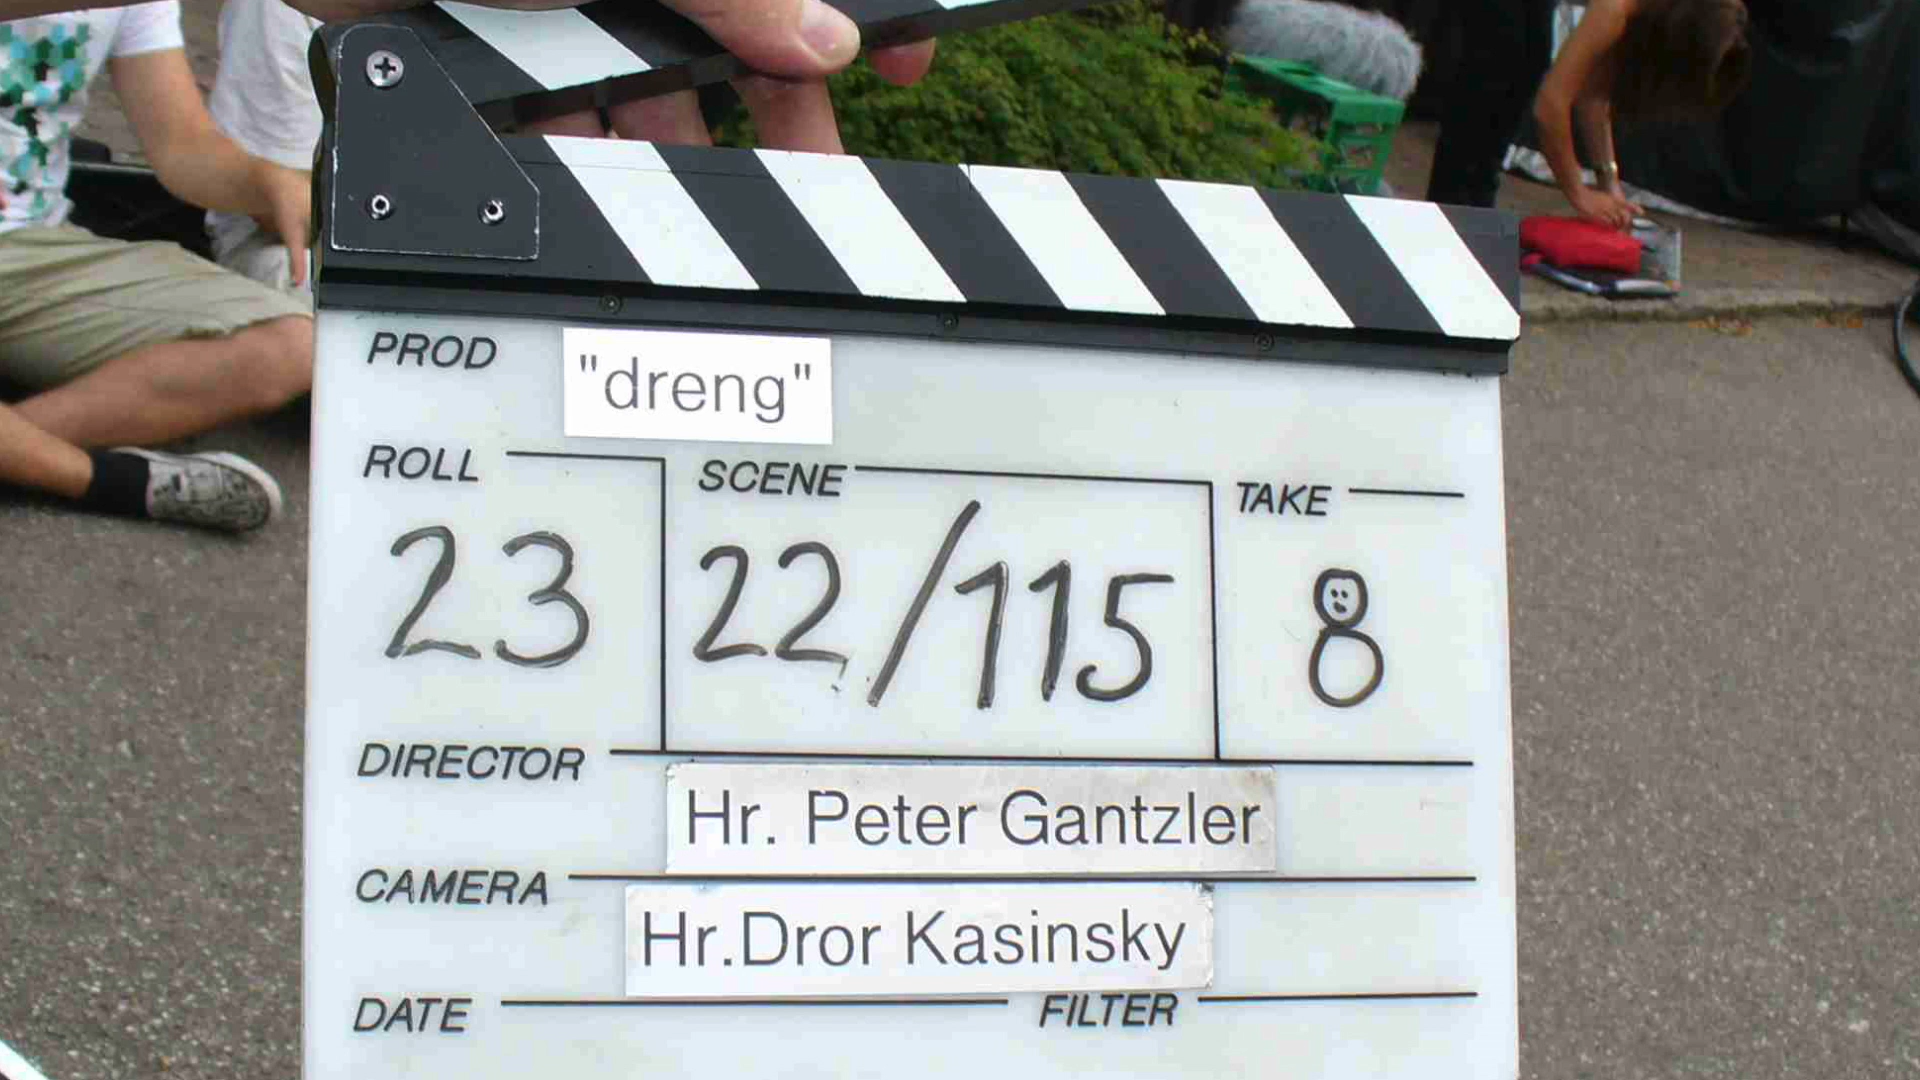 PROD "dreng"
ROLL SCENE TAKE
23 22/115 8
DIRECTOR Hr. Peter Gantzler
CAMERA Hr.Dror Kasinsky
DATE FILTER